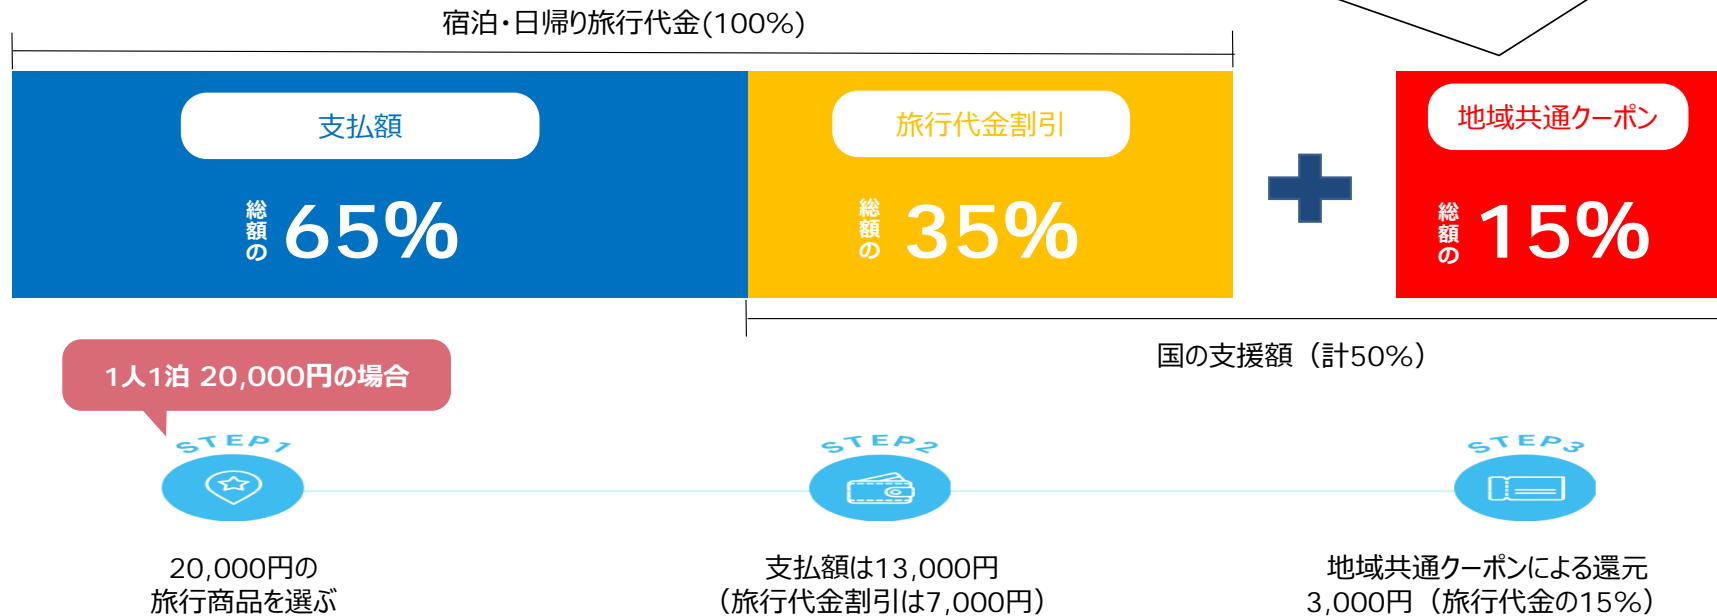 宿泊・日帰り旅行代金(100%)
支払額
旅行代金割引
地域共通クーポン
総額の 65%
総額の 35%
総額の 15%
国の支援額（計50%）
1人1泊 20,000円の場合
STEP1
STEP2
STEP3
20,000円の
旅行商品を選ぶ
支払額は13,000円
（旅行代金割引は7,000円）
地域共通クーポンによる還元
3,000円（旅行代金の15%）